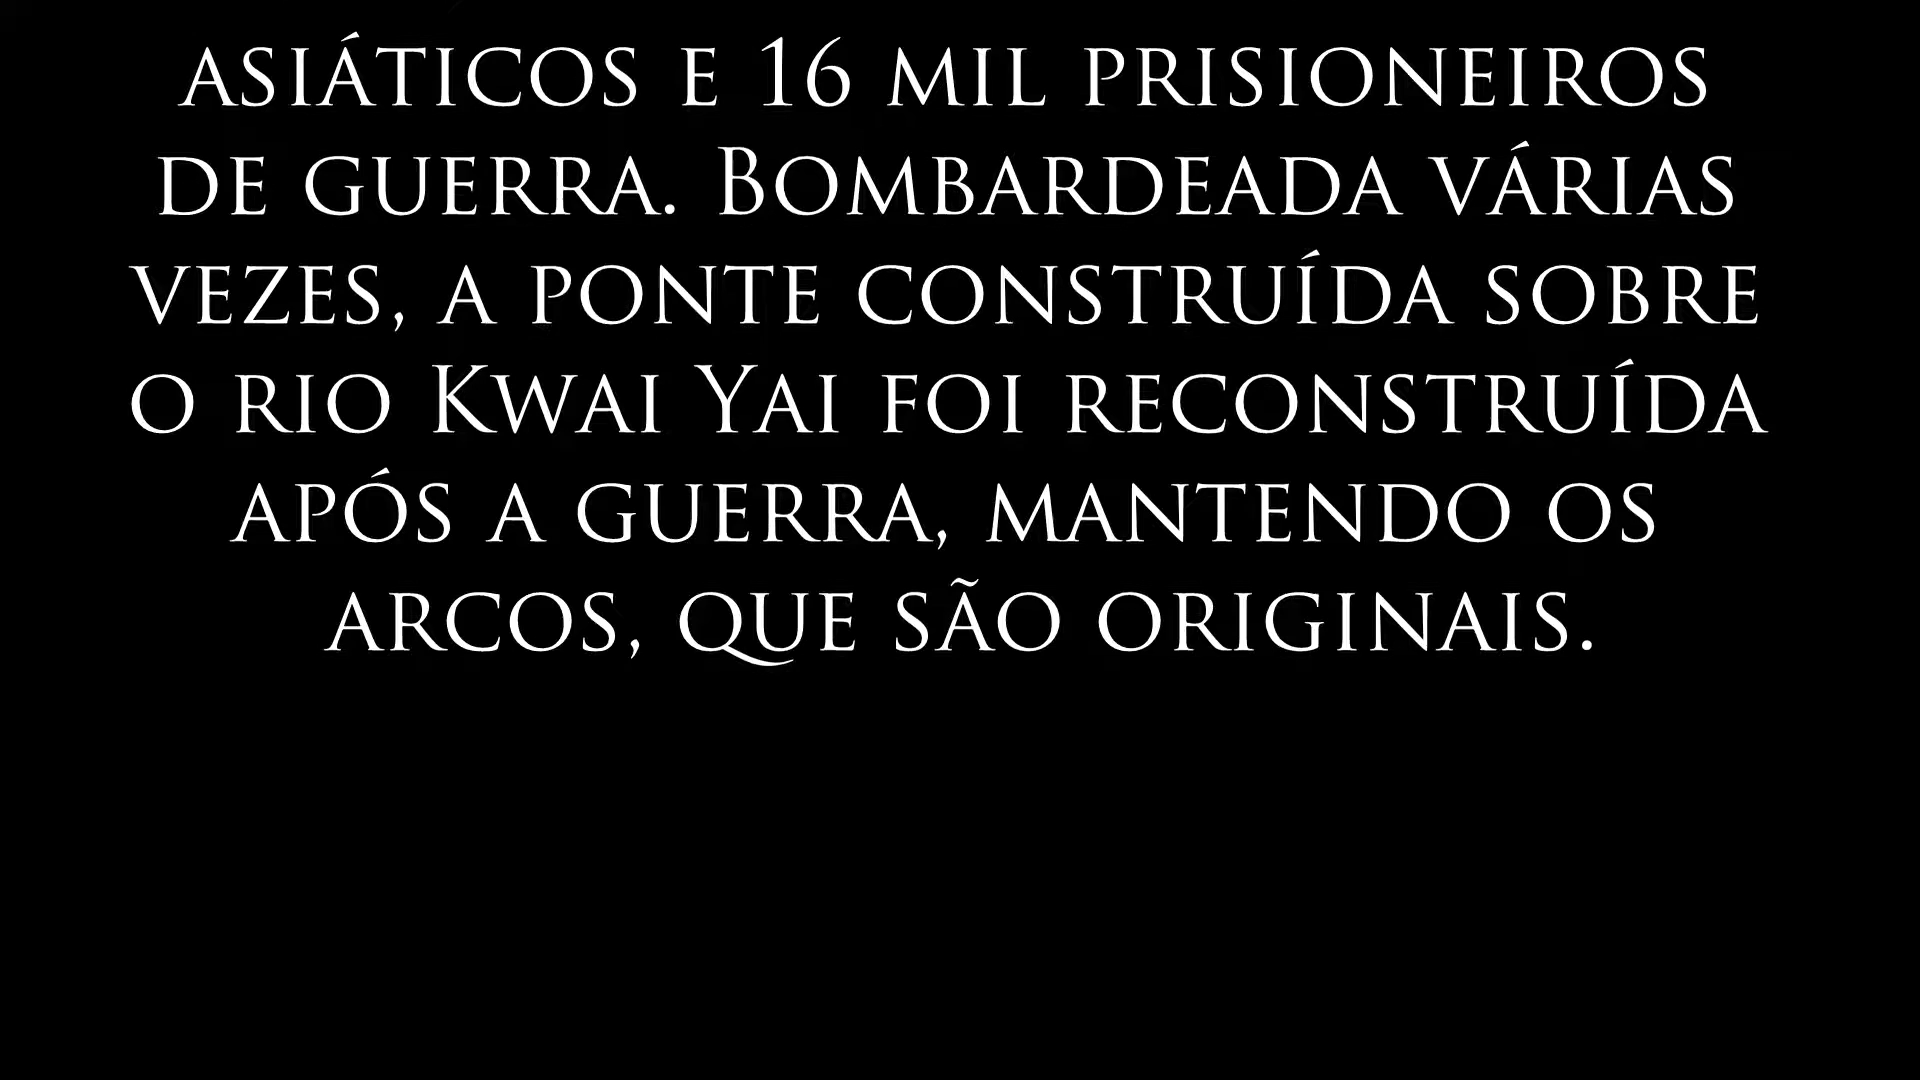 asiáticos e 16 mil prisioneiros
de guerra. Bombardeada várias
vezes, a ponte construída sobre
o rio Kwai Yai foi reconstruída
após a guerra, mantendo os
arcos, que são originais.